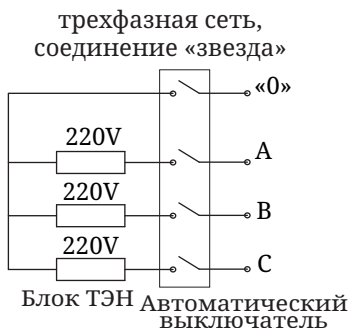 трехфазная сеть,
соединение «звезда»
«0»
220V
A
220V
B
220V
C
Блок ТЭН
Автоматический
выключатель